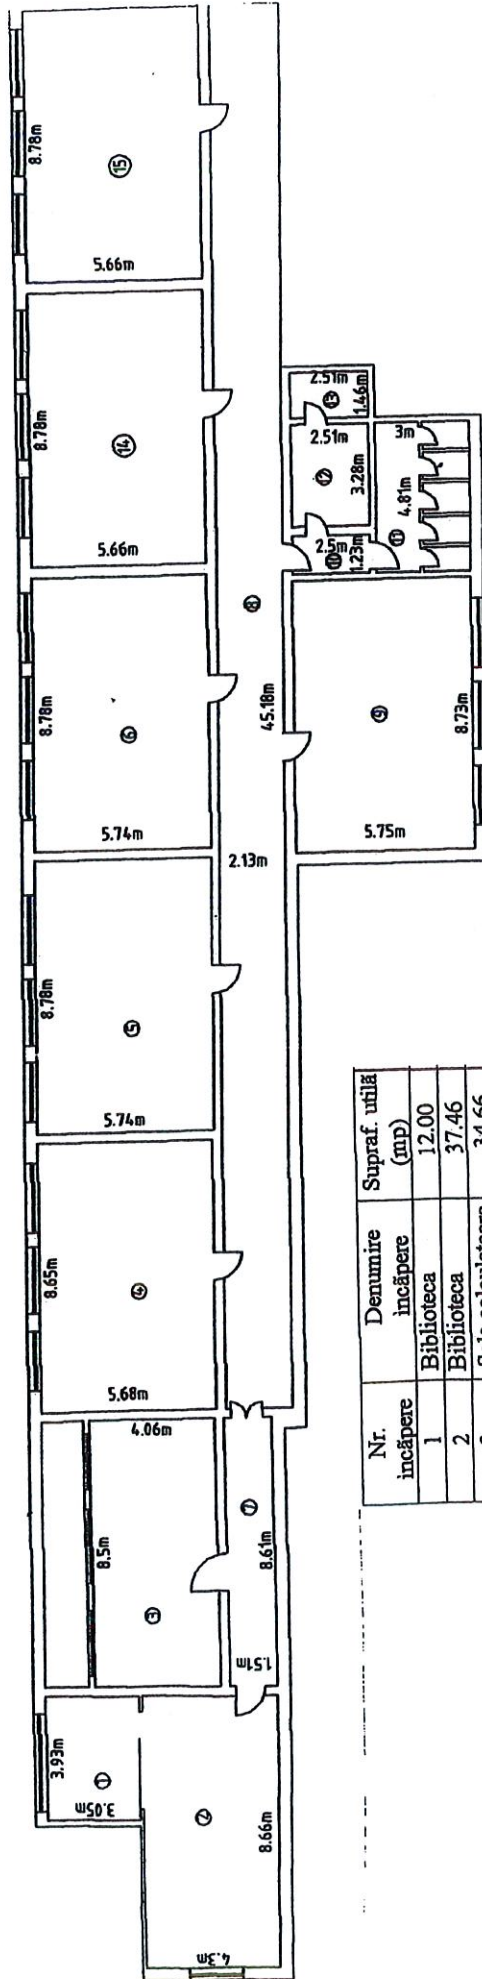 8.78m
15
5.66m
8.78m
14
5.66m
2.51m
13
1.46m
2.51m
12
3.28m
3m
4.81m
11
2.5m
10
1.23m
8
45.18m
8.78m
6
5.74m
9
8.73m
5.75m
2.13m
8.78m
5
5.74m
8.65m
4
5.68m
4.06m
8.5m
3
7
8.61m
1.51m
3.93m
1
3.05m
2
8.66m
4.3m
Nr. încăpere Denumire încăpere Supraf. utilă (mp)
1 Biblioteca 12.00
2 Biblioteca 37.46
34.66